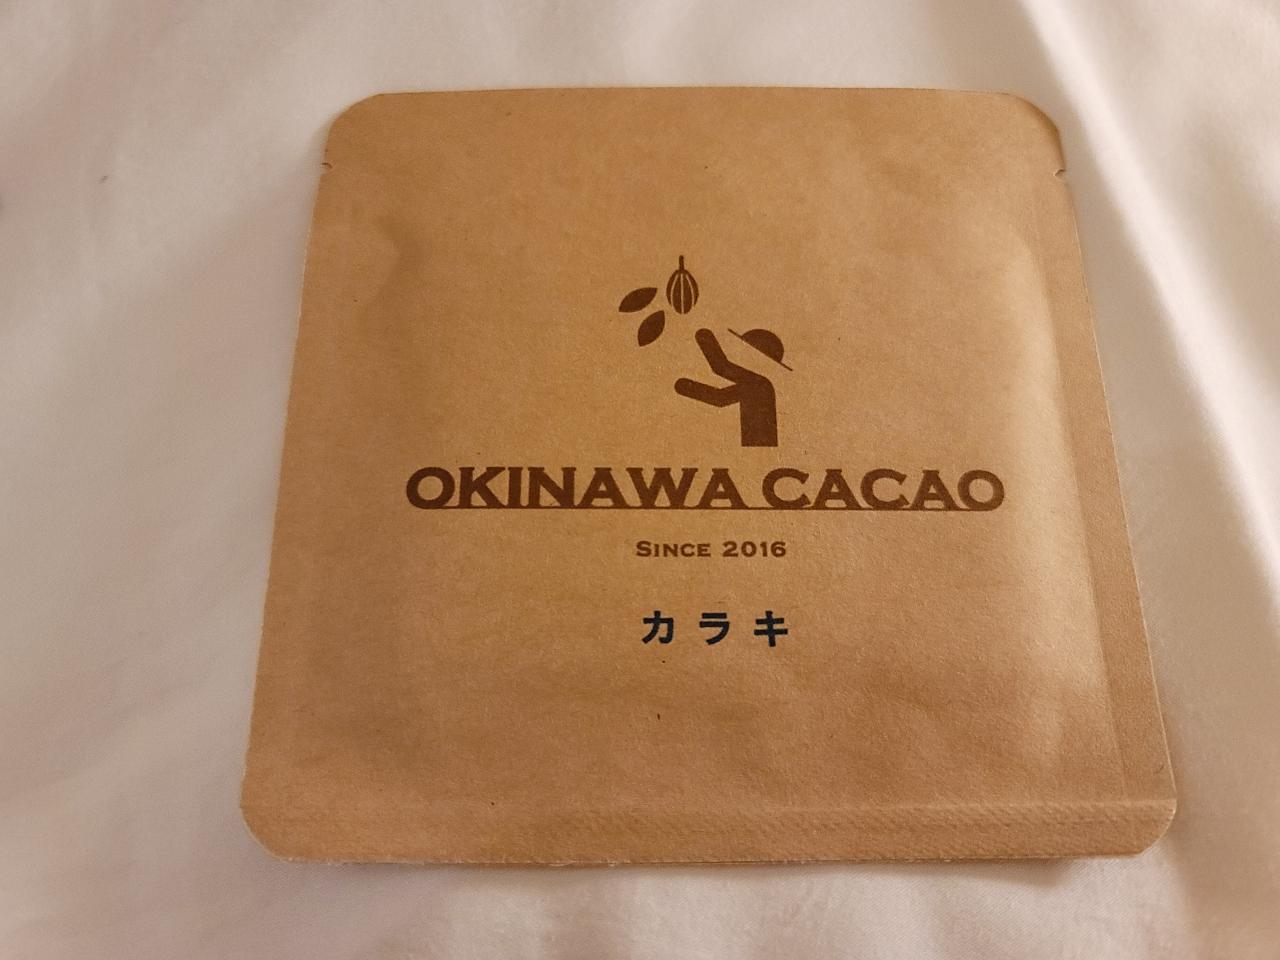 OKINAWA CACAO
SINCE 2016
カラキ